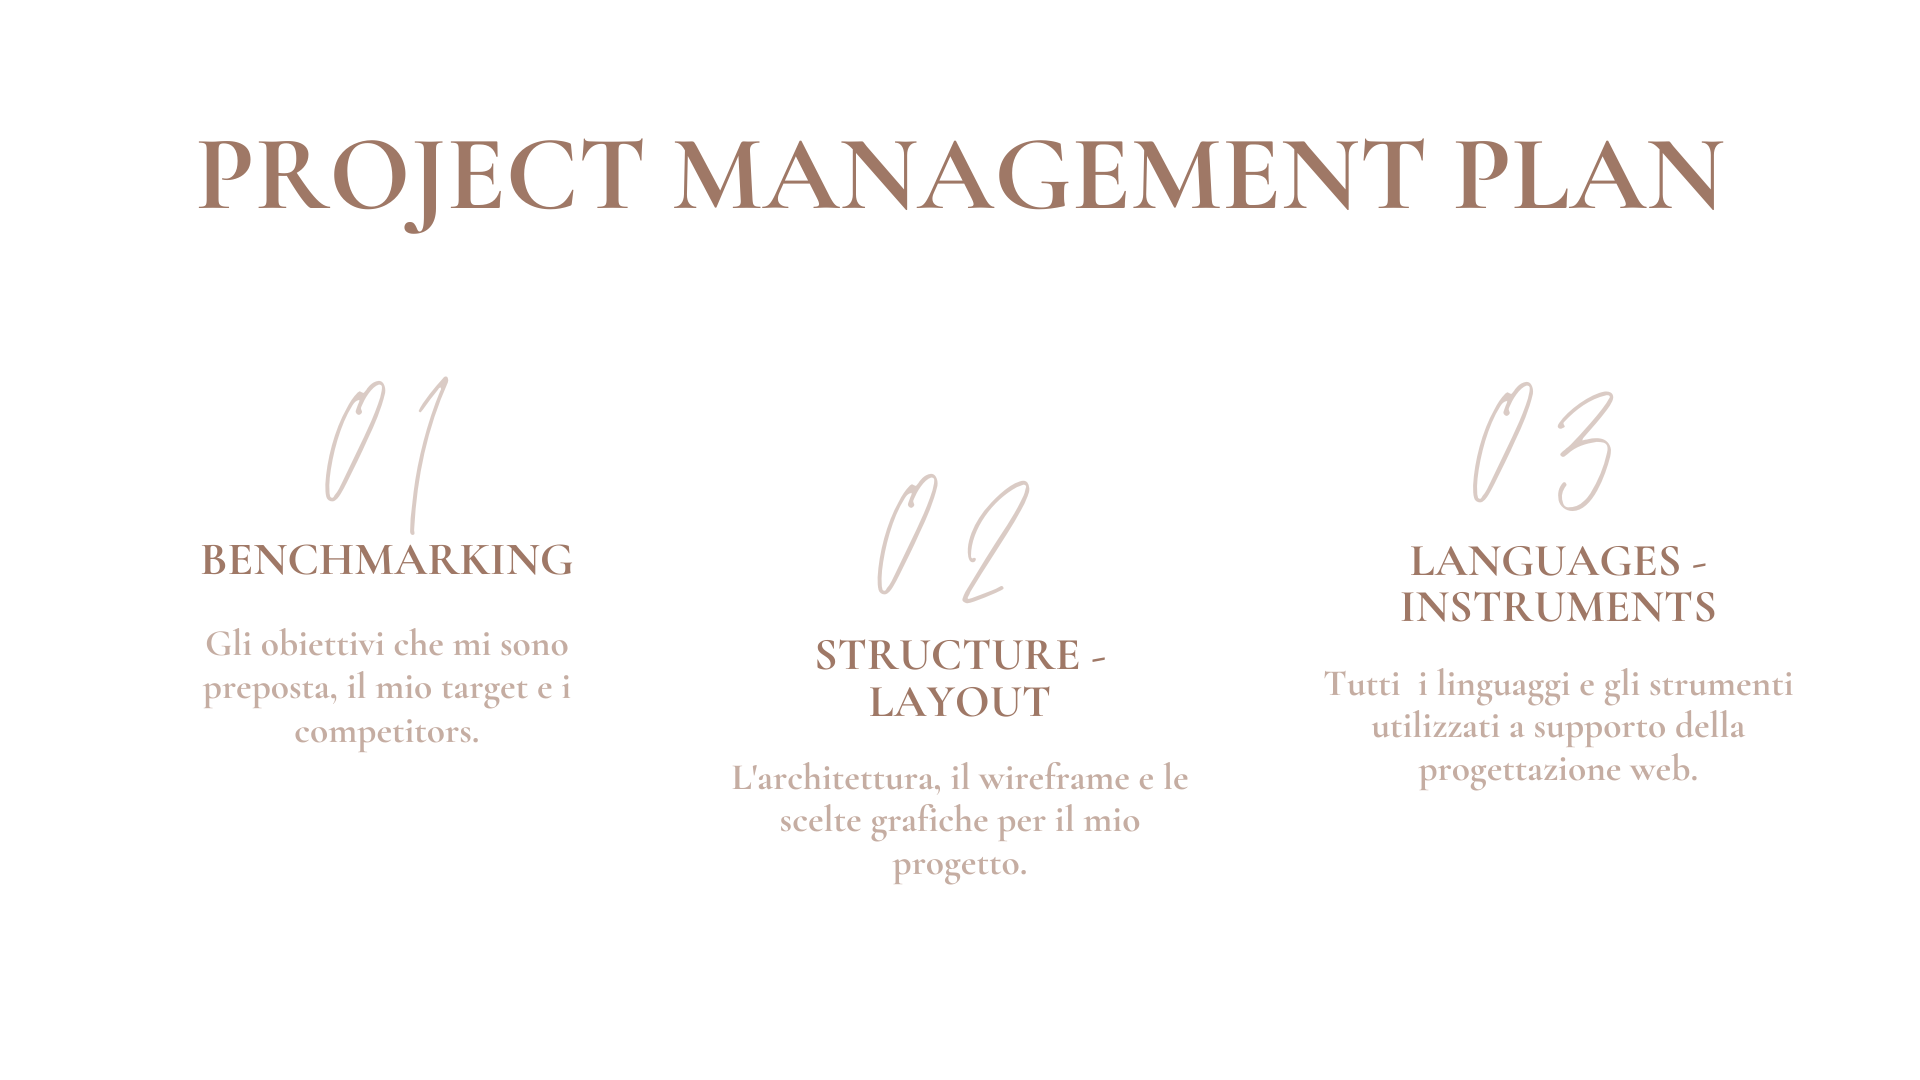 PROJECT MANAGEMENT PLAN
01
BENCHMARKING
Gli obiettivi che mi sono
preposta, il mio target e i
competitors.
02
STRUCTURE -
LAYOUT
L'architettura, il wireframe e le
scelte grafiche per il mio
progetto.
03
LANGUAGES -
INSTRUMENTS
Tutti  i linguaggi e gli strumenti
utilizzati a supporto della
progettazione web.